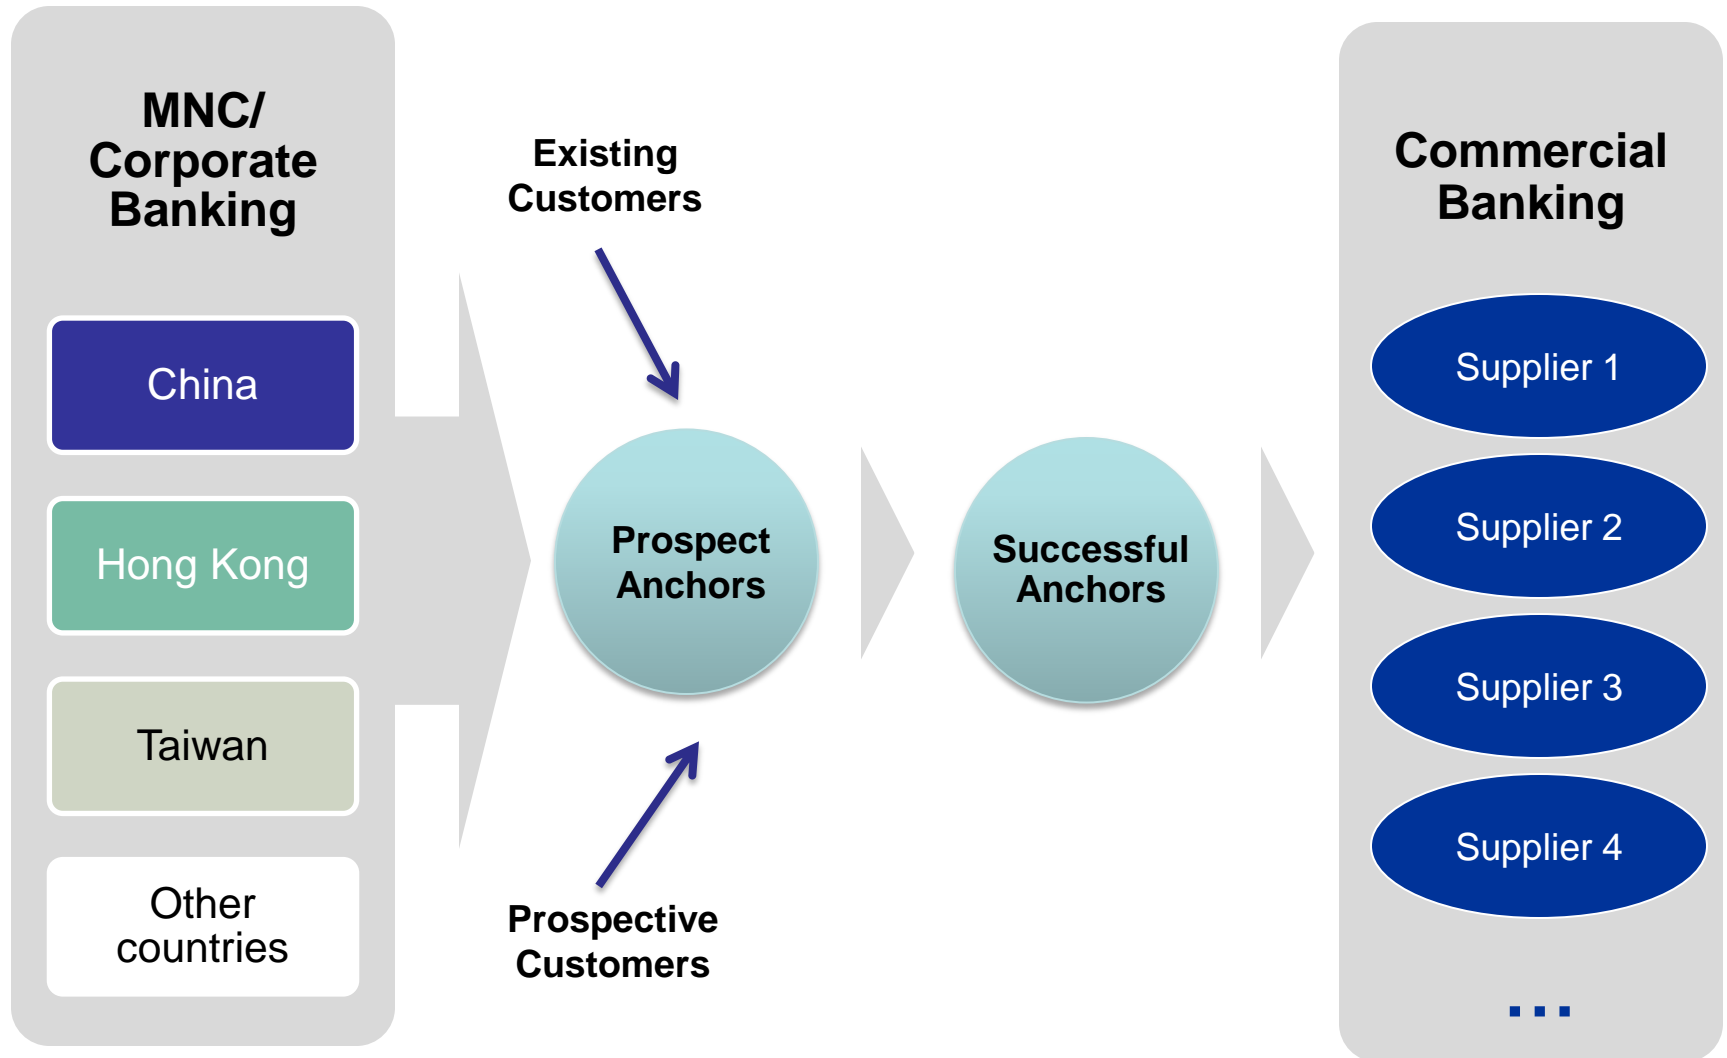 MNC/
Corporate
Banking
China
Hong Kong
Taiwan
Other
countries
Existing
Customers
Prospect
Anchors
Prospective
Customers
Successful
Anchors
Commercial
Banking
Supplier 1
Supplier 2
Supplier 3
Supplier 4
...